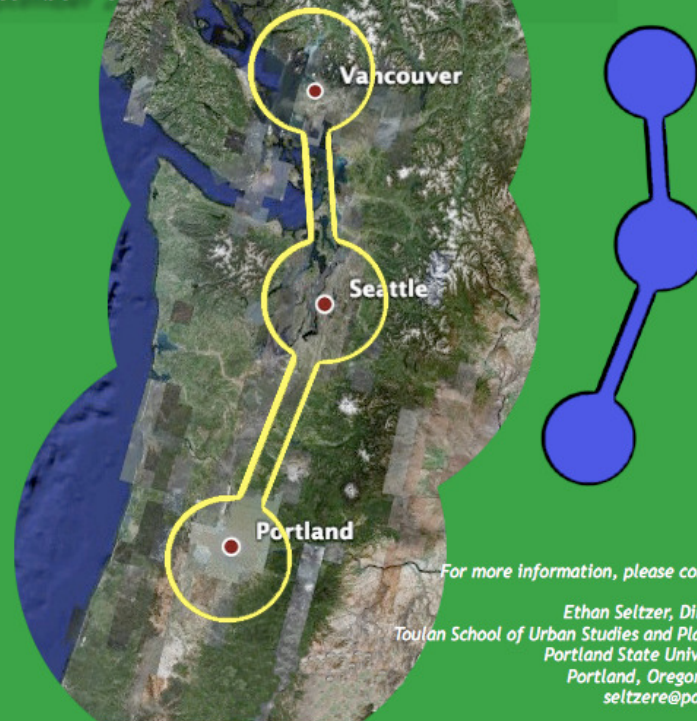 Vancouver
Seattle
Portland
For more information, please co
Ethan Seltzer, Di
Toulan School of Urban Studies and Pla
Portland State Univ
Portland, Oregon
seltzere@po